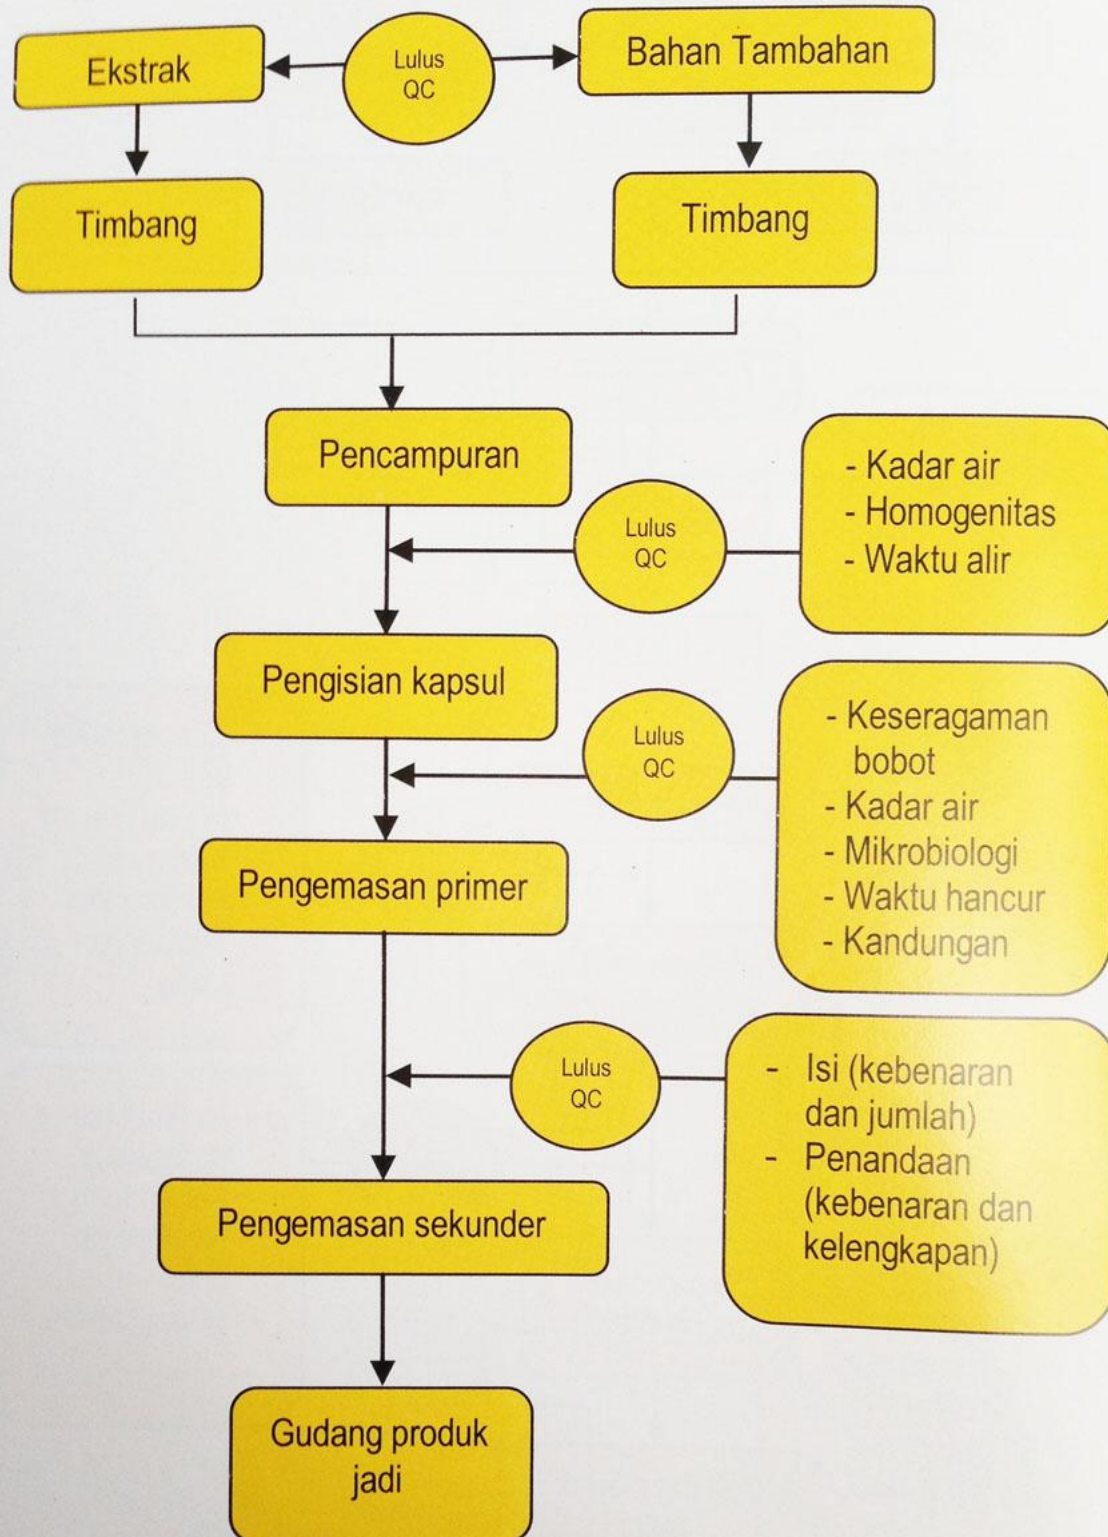 Ekstrak
Lulus
QC
Bahan Tambahan
Timbang
Timbang
Pencampuran
Lulus
QC
- Kadar air
- Homogenitas
- Waktu alir
Pengisian kapsul
Lulus
QC
- Keseragaman
bobot
- Kadar air
- Mikrobiologi
- Waktu hancur
- Kandungan
Pengemasan primer
Lulus
QC
- Isi (kebenaran
dan jumlah)
- Penandaan
(kebenaran dan
kelengkapan)
Pengemasan sekunder
Gudang produk
jadi